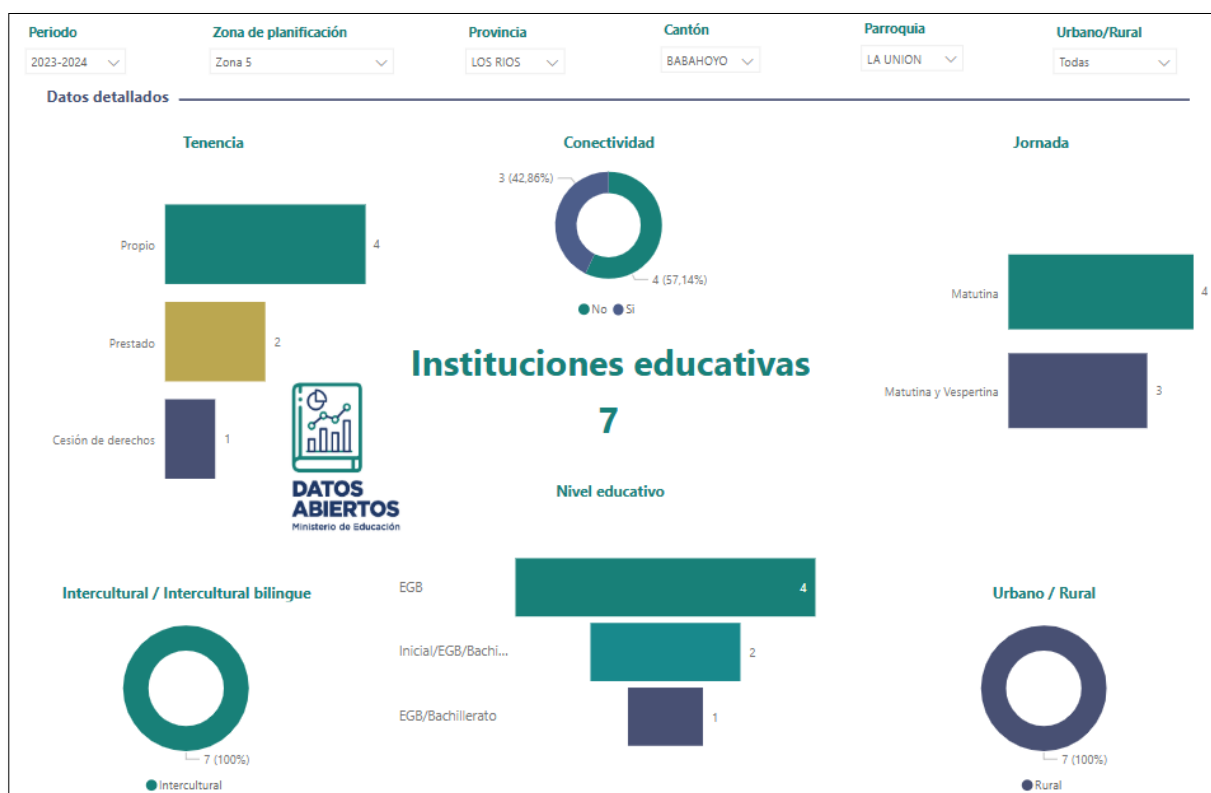 Periodo
Zona de planificación
Provincia
Cantón
Parroquia
Urbano/Rural
2023-2024
Zona 5
LOS RIOS
BABAHOYO
LA UNION
Todas
Datos detallados
Tenencia
Propio
4
Prestado
2
Cesión de derechos
1
Conectividad
3 (42,86%)
4 (57,14%)
No
Si
Jornada
Matutina
4
Matutina y Vespertina
3
Instituciones educativas
7
DATOS
ABIERTOS
Ministerio de Educación
Nivel educativo
EGB
4
Inicial/EGB/Bachi...
2
EGB/Bachillerato
1
Intercultural / Intercultural bilingue
7 (100%)
Intercultural
Urbano / Rural
7 (100%)
Rural